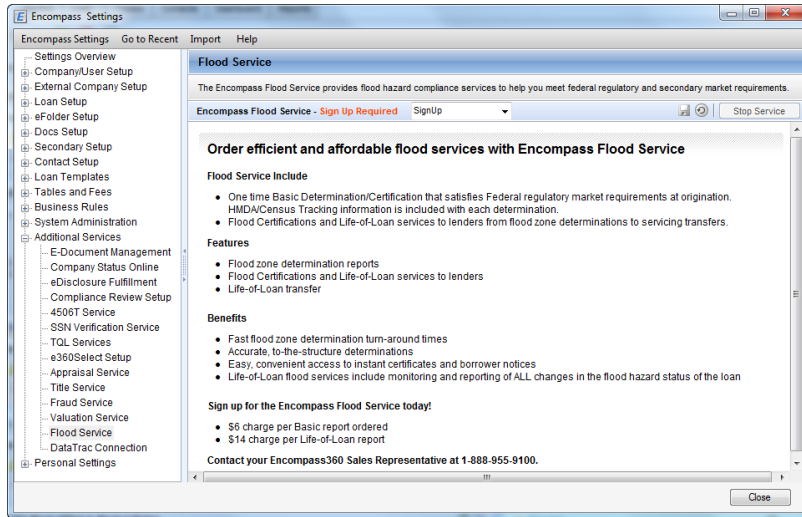 Encompass Settings
Encompass Settings Go to Recent Import Help
Settings Overview
Company/User Setup
External Company Setup
Loan Setup
eFolder Setup
Docs Setup
Secondary Setup
Contact Setup
Loan Templates
Tables and Fees
Business Rules
System Administration
Additional Services
E-Document Management
Company Status Online
eDisclosure Fulfillment
Compliance Review Setup
4506T Service
SSN Verification Service
TQL Services
e360Select Setup
Appraisal Service
Title Service
Fraud Service
Valuation Service
Flood Service
DataTrac Connection
Personal Settings
Flood Service
The Encompass Flood Service provides flood hazard compliance services to help you meet federal regulatory and secondary market requirements.
Encompass Flood Service - Sign Up Required SignUp Stop Service
Order efficient and affordable flood services with Encompass Flood Service
Flood Service Include
• One time Basic Determination/Certification that satisfies Federal regulatory market requirements at origination.
HMDA/Census Tracking information is included with each determination.
• Flood Certifications and Life-of-Loan services to lenders from flood zone determinations to servicing transfers.
Features
• Flood zone determination reports
• Flood Certifications and Life-of-Loan services to lenders
• Life-of-Loan transfer
Benefits
• Fast flood zone determination turn-around times
• Accurate, to-the-structure determinations
• Easy, convenient access to instant certificates and borrower notices
• Life-of-Loan flood services include monitoring and reporting of ALL changes in the flood hazard status of the loan
Sign up for the Encompass Flood Service today!
• $6 charge per Basic report ordered
• $14 charge per Life-of-Loan report
Contact your Encompass360 Sales Representative at 1-888-955-9100.
Close